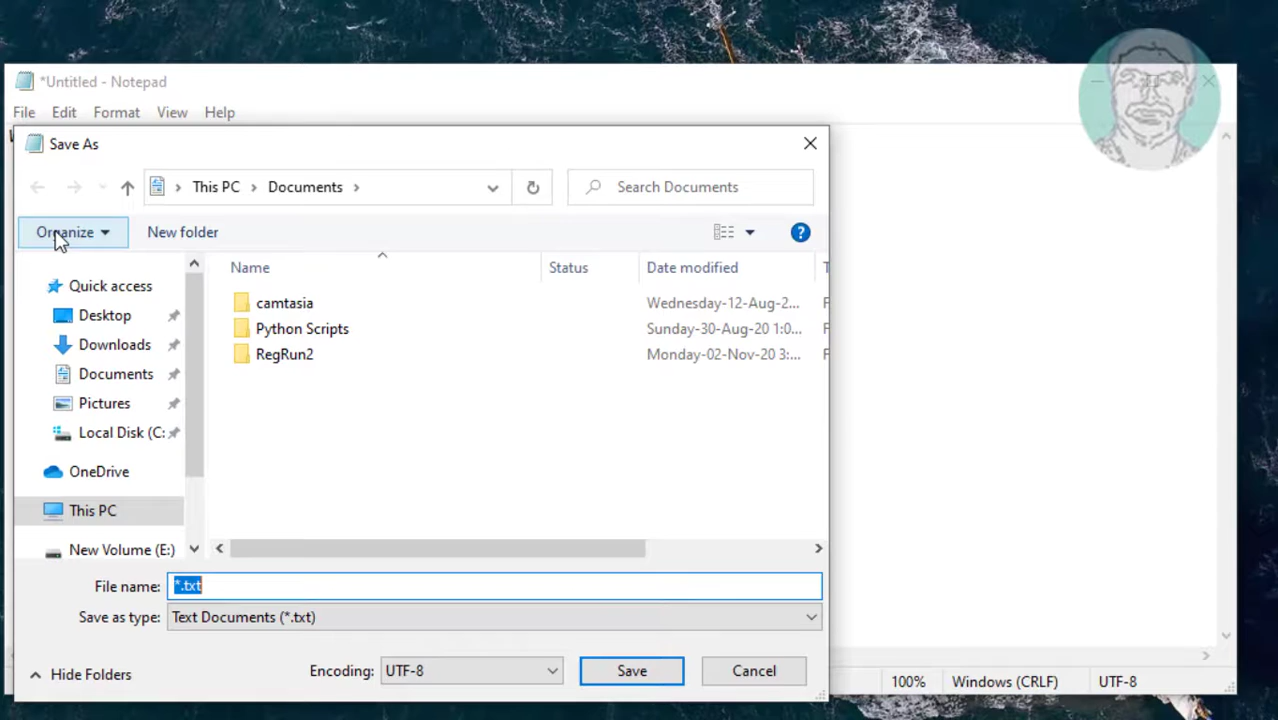 *Untitled - Notepad
File Edit Format View Help
Save As
This PC Documents
Search Documents
Organize New folder
Name Status Date modified
Quick access
Desktop
Downloads
Documents
Pictures
Local Disk (C:
OneDrive
This PC
New Volume (E:)
camtasia Wednesday-12-Aug-2...
Python Scripts Sunday-30-Aug-20 1:0...
RegRun2 Monday-02-Nov-20 3:...
File name: *.txt
Save as type: Text Documents (*.txt)
Hide Folders Encoding: UTF-8 Save Cancel
100% Windows (CRLF) UTF-8